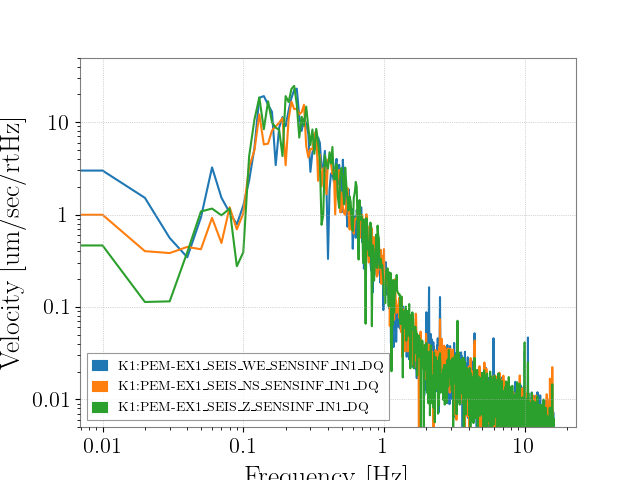 Velocity [um/sec/rtHz]
10
1
0.1
0.01
K1:PEM-EX1_SEIS_WE_SENSINF_IN1_DQ
K1:PEM-EX1_SEIS_NS_SENSINF_IN1_DQ
K1:PEM-EX1_SEIS_Z_SENSINF_IN1_DQ
0.01 0.1 1 10
Frequency [Hz]